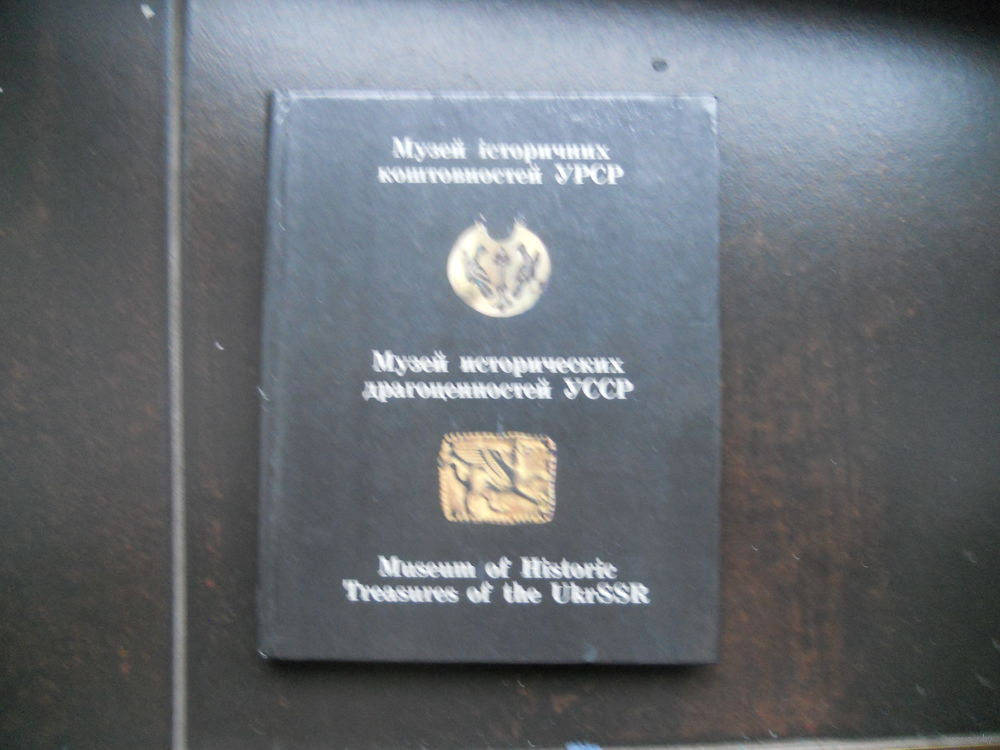 Музей історичних
коштовностей УРСР
Музей исторических
драгоценностей УССР
Museum of Historic
Treasures of the UkrSSR